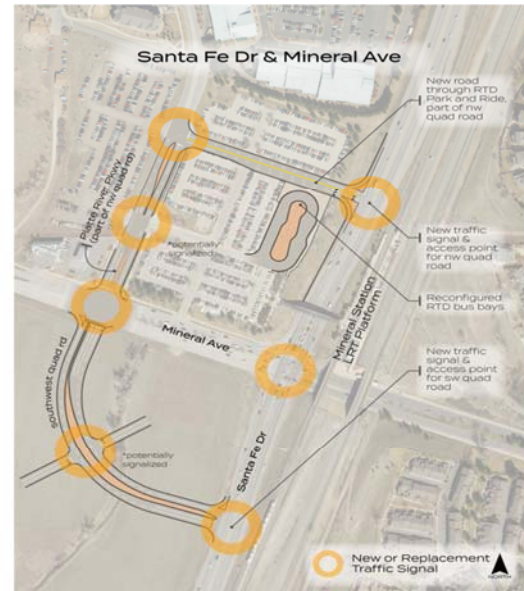 Santa Fe Dr & Mineral Ave
New road
through RTD
Park and Ride,
part of nw
quad road
Platte River Pkwy
(part of nw quad rd)
*potentially
signalized
New traffic
signal &
access point
for nw quad
road
Reconfigured
RTD bus bays
Mineral Station
LRT Platform
Mineral Ave
New traffic
signal &
access point
for sw quad
road
southwest quad rd
*potentially
signalized
Santa Fe Dr
New or Replacement
Traffic Signal
NORTH